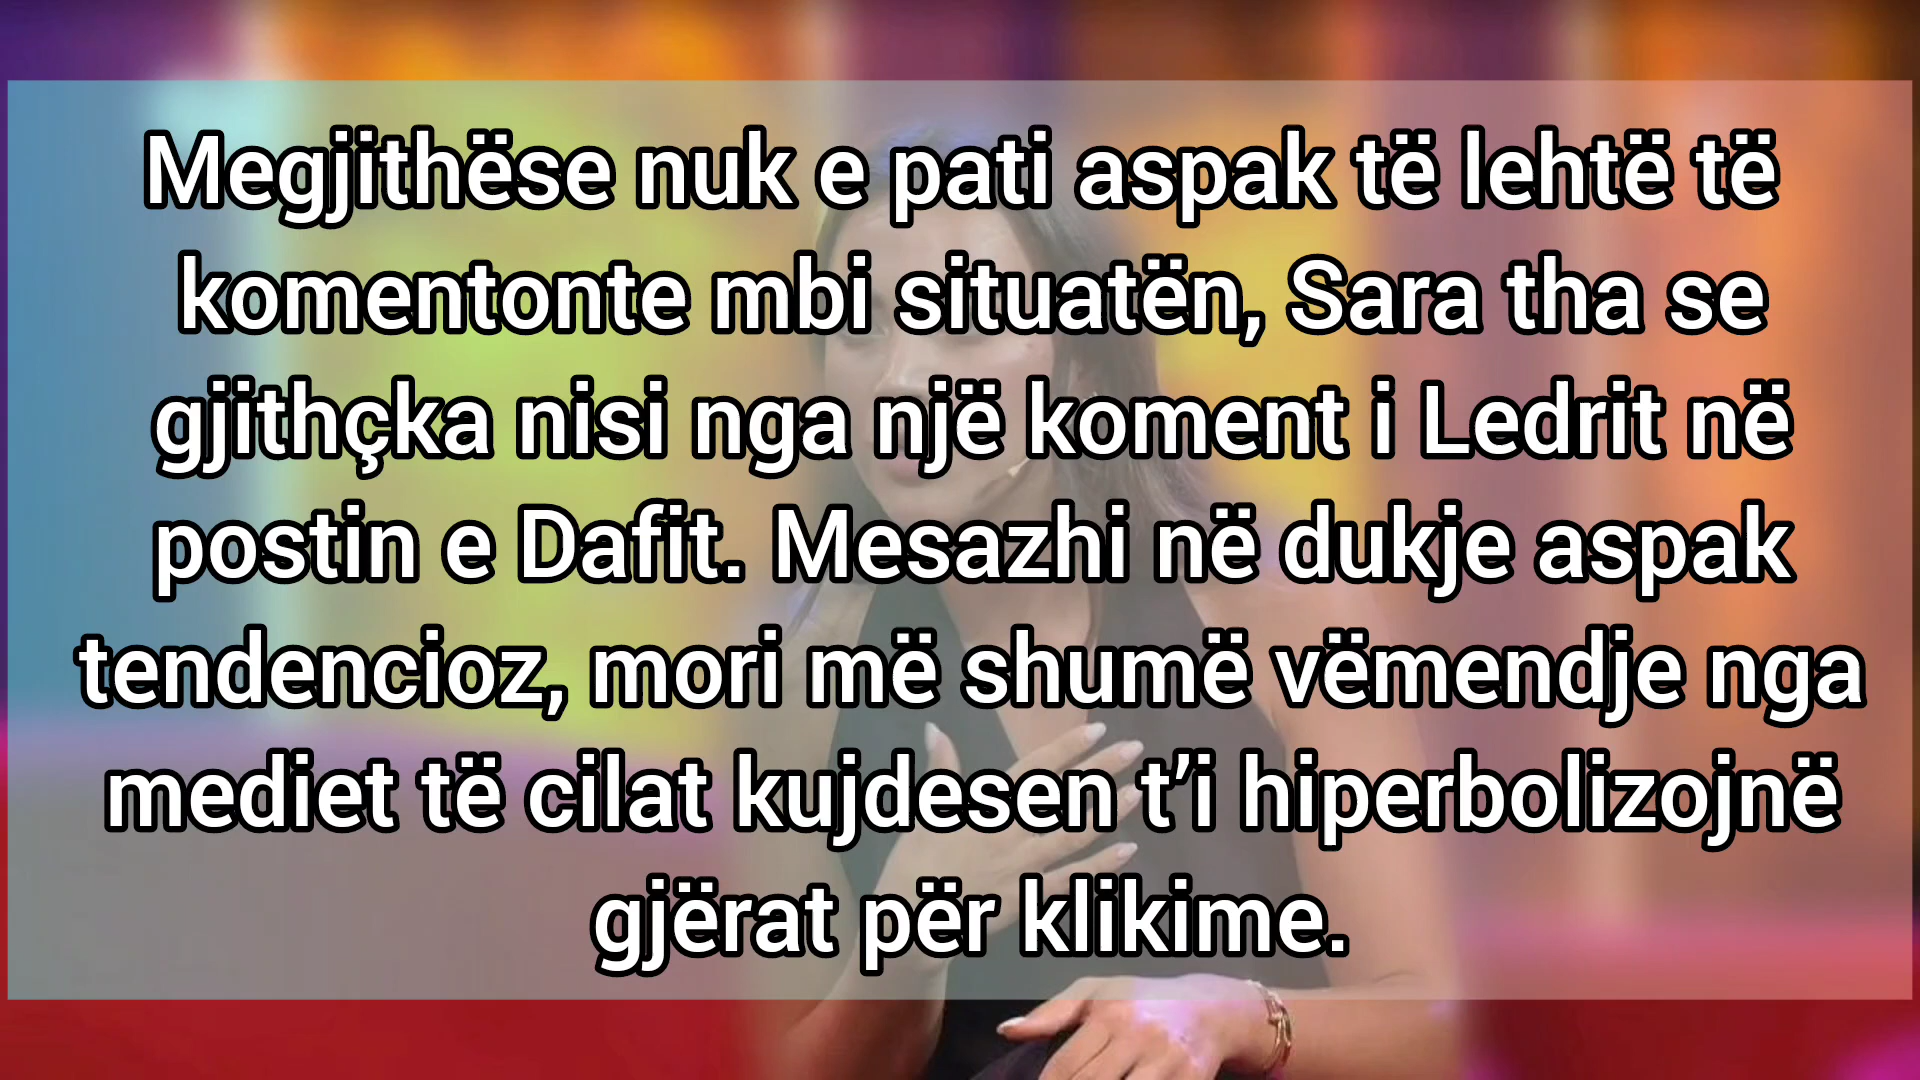 Megjithëse nuk e pati aspak të lehtë të
komentonte mbi situatën, Sara tha se
gjithçka nisi nga një koment i Ledrit në
postin e Dafit. Mesazhi në dukje aspak
tendencioz, mori më shumë vëmendje nga
mediet të cilat kujdesen t’i hiperbolizojnë
gjërat për klikime.